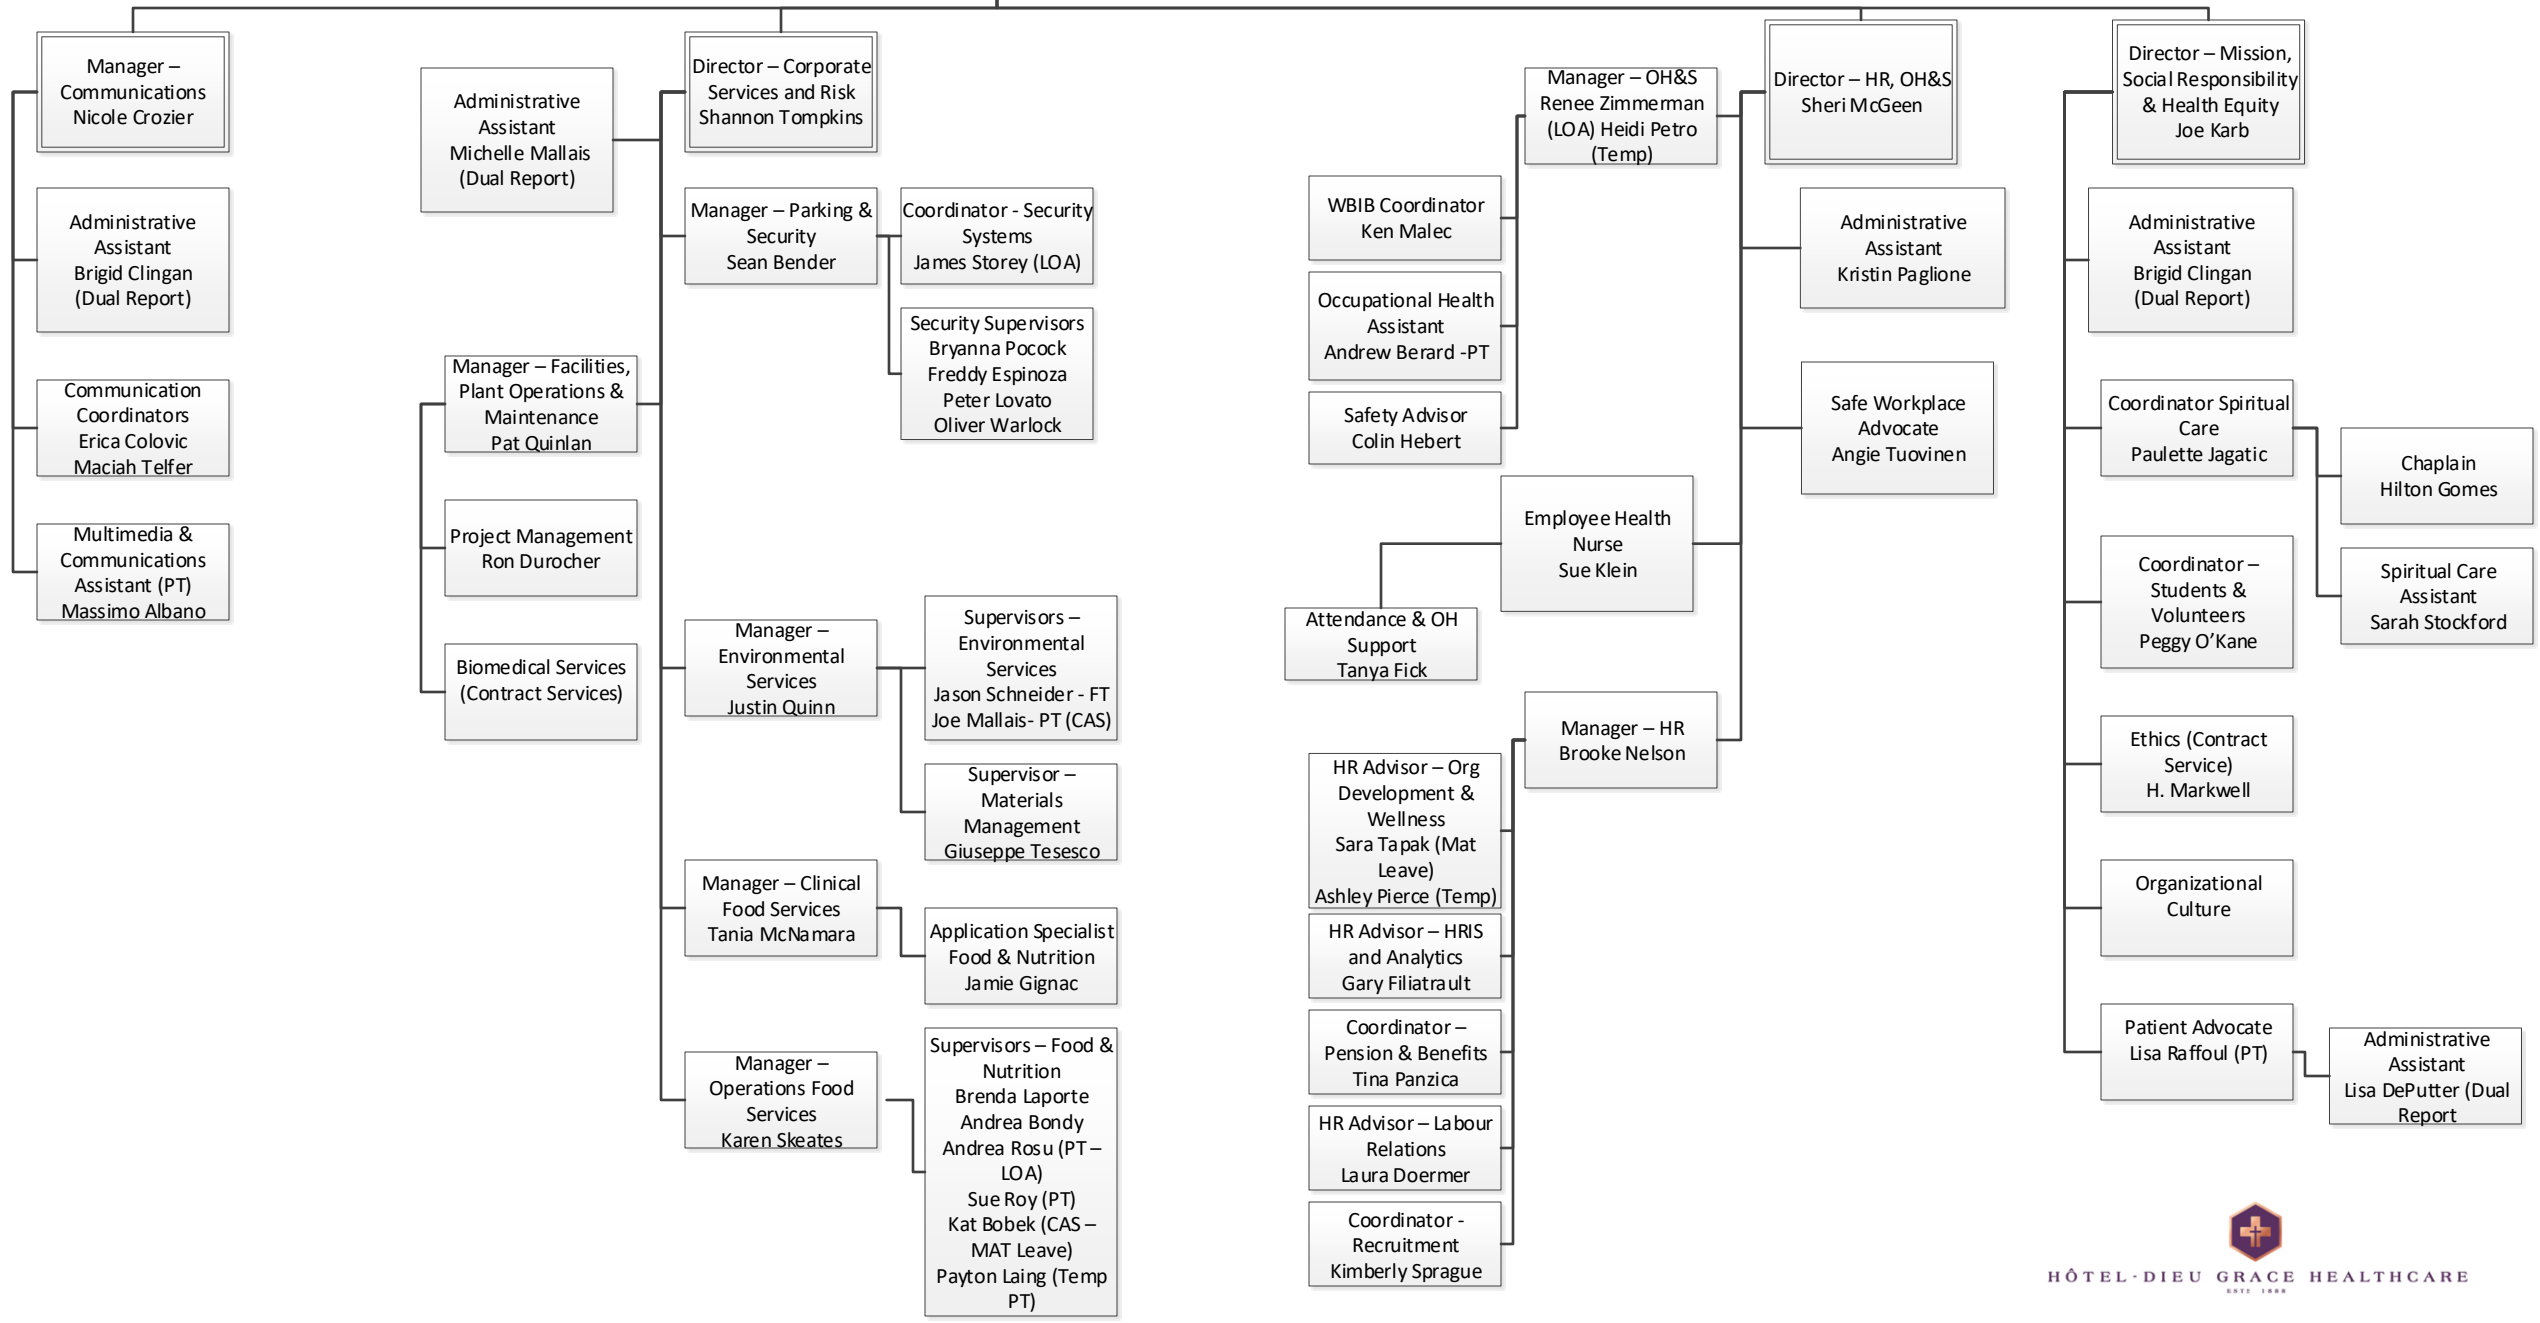 Manager –
Communications
Nicole Crozier
Administrative
Assistant
Brigid Clingan
(Dual Report)
Communication
Coordinators
Erica Colovic
Maciah Telfer
Multimedia &
Communications
Assistant (PT)
Massimo Albano
Director – Corporate
Services and Risk
Shannon Tompkins
Administrative
Assistant
Michelle Mallais
(Dual Report)
Manager – Parking &
Security
Sean Bender
Coordinator - Security
Systems
James Storey (LOA)
Security Supervisors
Bryanna Pocock
Freddy Espinoza
Peter Lovato
Oliver Warlock
Manager – Facilities,
Plant Operations &
Maintenance
Pat Quinlan
Project Management
Ron Durocher
Biomedical Services
(Contract Services)
Manager –
Environmental
Services
Justin Quinn
Supervisors –
Environmental
Services
Jason Schneider - FT
Joe Mallais- PT (CAS)
Supervisor –
Materials
Management
Giuseppe Tesesco
Manager – Clinical
Food Services
Tania McNamara
Application Specialist
Food & Nutrition
Jamie Gignac
Manager –
Operations Food
Services
Karen Skeates
Supervisors – Food &
Nutrition
Brenda Laporte
Andrea Bondy
Andrea Rosu (PT –
LOA)
Sue Roy (PT)
Kat Bobek (CAS –
MAT Leave)
Payton Laing (Temp
PT)
Director – HR, OH&S
Sheri McGeen
Manager – OH&S
Renee Zimmerman
(LOA) Heidi Petro
(Temp)
WBIB Coordinator
Ken Malec
Occupational Health
Assistant
Andrew Berard -PT
Safety Advisor
Colin Hebert
Administrative
Assistant
Kristin Paglione
Safe Workplace
Advocate
Angie Tuovinen
Employee Health
Nurse
Sue Klein
Attendance & OH
Support
Tanya Fick
Manager – HR
Brooke Nelson
HR Advisor – Org
Development &
Wellness
Sara Tapak (Mat
Leave)
Ashley Pierce (Temp)
HR Advisor – HRIS
and Analytics
Gary Filiatrault
Coordinator –
Pension & Benefits
Tina Panzica
HR Advisor – Labour
Relations
Laura Doermer
Coordinator -
Recruitment
Kimberly Sprague
Director – Mission,
Social Responsibility
& Health Equity
Joe Karb
Administrative
Assistant
Brigid Clingan
(Dual Report)
Coordinator Spiritual
Care
Paulette Jagatic
Chaplain
Hilton Gomes
Spiritual Care
Assistant
Sarah Stockford
Coordinator –
Students &
Volunteers
Peggy O’Kane
Ethics (Contract
Service)
H. Markwell
Organizational
Culture
Patient Advocate
Lisa Raffoul (PT)
Administrative
Assistant
Lisa DePutter (Dual
Report
HÔTEL-DIEU GRACE HEALTHCARE
ESTD 1888